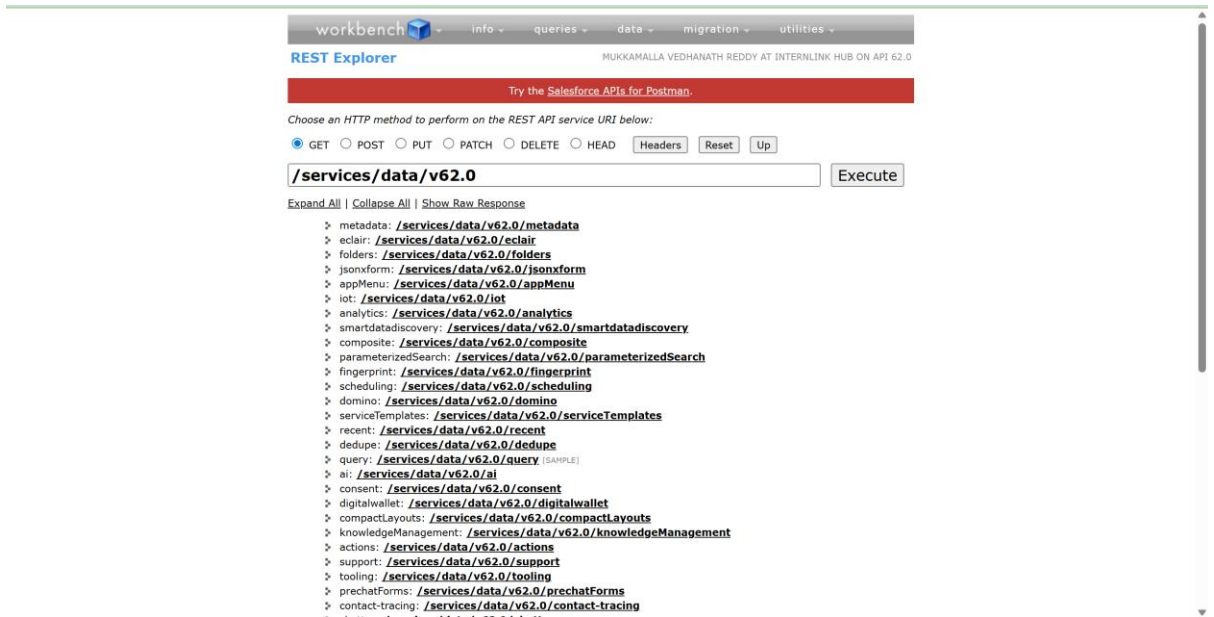 workbench info queries data migration utilities
REST Explorer MUKKAMALLA VEDHANATH REDDY AT INTERNLINK HUB ON API 62.0
Try the Salesforce APIs for Postman.
Choose an HTTP method to perform on the REST API service URI below:
GET POST PUT PATCH DELETE HEAD Headers Reset Up
/services/data/v62.0 Execute
Expand All | Collapse All | Show Raw Response
metadata: /services/data/v62.0/metadata
eclair: /services/data/v62.0/eclair
folders: /services/data/v62.0/folders
jsonxform: /services/data/v62.0/jsonxform
appMenu: /services/data/v62.0/appMenu
iot: /services/data/v62.0/iot
analytics: /services/data/v62.0/analytics
smartdatadiscovery: /services/data/v62.0/smartdatadiscovery
composite: /services/data/v62.0/composite
parameterizedSearch: /services/data/v62.0/parameterizedSearch
fingerprint: /services/data/v62.0/fingerprint
scheduling: /services/data/v62.0/scheduling
domino: /services/data/v62.0/domino
serviceTemplates: /services/data/v62.0/serviceTemplates
recent: /services/data/v62.0/recent
dedupe: /services/data/v62.0/dedupe
query: /services/data/v62.0/query [SAMPLE]
ai: /services/data/v62.0/ai
consent: /services/data/v62.0/consent
digitalwallet: /services/data/v62.0/digitalwallet
compactLayouts: /services/data/v62.0/compactLayouts
knowledgeManagement: /services/data/v62.0/knowledgeManagement
actions: /services/data/v62.0/actions
support: /services/data/v62.0/support
tooling: /services/data/v62.0/tooling
prechatForms: /services/data/v62.0/prechatForms
contact-tracing: /services/data/v62.0/contact-tracing